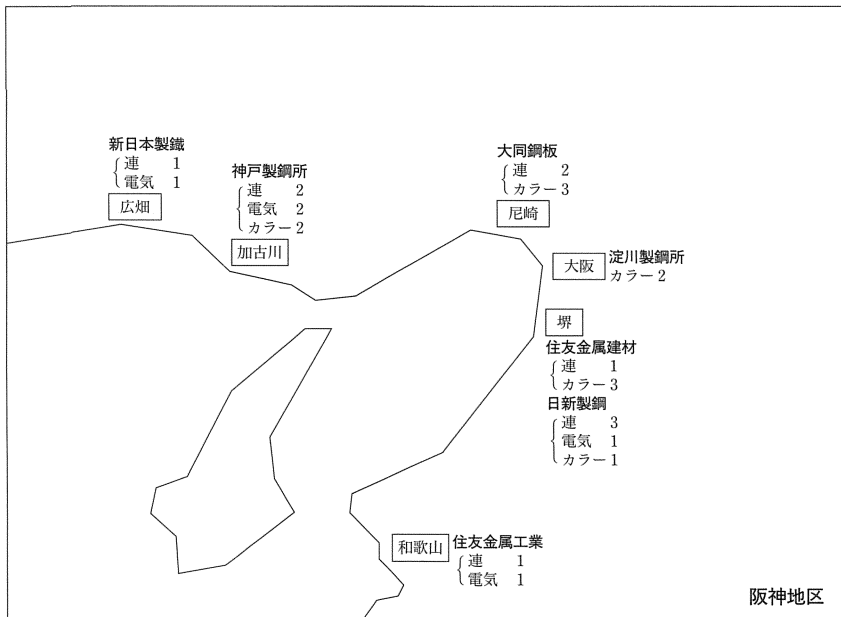 新日本製鐵
連 1
電気 1
広畑
神戸製鋼所
連 2
電気 2
カラー 2
加古川
大同鋼板
連 2
カラー 3
尼崎
大阪
淀川製鋼所
カラー 2
堺
住友金属建材
連 1
カラー 3
日新製鋼
連 3
電気 1
カラー 1
和歌山
住友金属工業
連 1
電気 1
阪神地区